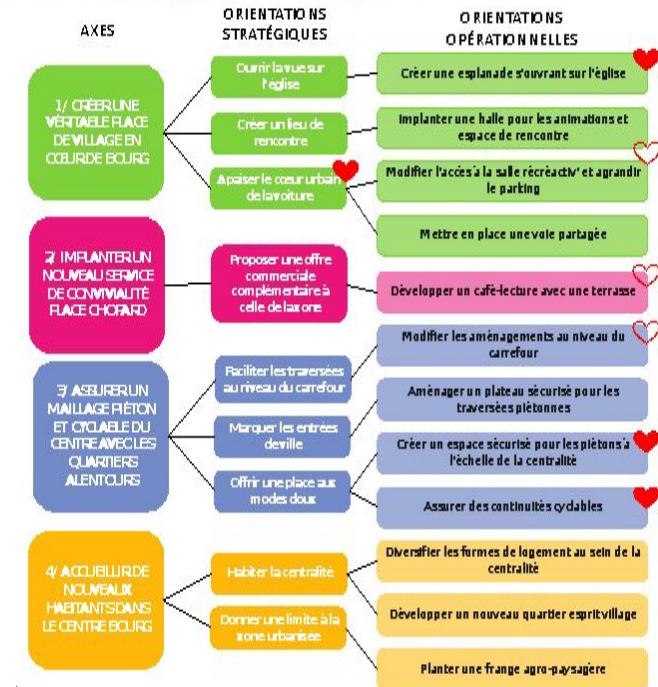 AXES
ORIENTATIONS
STRATÉGIQUES
ORIENTATIONS
OPÉRATIONNELLES
1/ CRÉER UNE
VÉRITABLE PLACE
DE VILLAGE EN
CŒUR DE BOURG
Ouvrir la vue sur
l'église
Créer un lieu de
rencontre
Apaiser le cœur urbain
de la voiture
Créer une esplanade s'ouvrant sur l'église
Implanter une halle pour les animations et
espace de rencontre
Modifier l'accès à la salle récréactiv' et agrandir
le parking
Mettre en place une voie partagée
2/ IMPLANTER UN
NOUVEAU SERVICE
DE CONVIVIALITÉ
PLACE CHOPARD
Proposer une offre
commerciale
complémentaire à
celle de la zone
Développer un café-lecture avec une terrasse
3/ ASSURER UN
MAILLAGE PIÉTON
ET CYCLABLE DU
CENTRE AVEC LES
QUARTIERS
ALENTOURS
Faciliter les traversées
au niveau du carrefour
Marquer les entrées
de ville
Offrir une place aux
modes doux
Modifier les aménagements au niveau du
carrefour
Aménager un plateau sécurisé pour les
traversées piétonnes
Créer un espace sécurisé pour les piétons à
l'échelle de la centralité
Assurer des continuités cyclables
4/ ACCUEILLIR DE
NOUVEAUX
HABITANTS DANS
LE CENTRE BOURG
Habiter la centralité
Donner une limite à la
zone urbanisée
Diversifier les formes de logement au sein de la
centralité
Développer un nouveau quartier esprit village
Planter une frange agro-paysagère